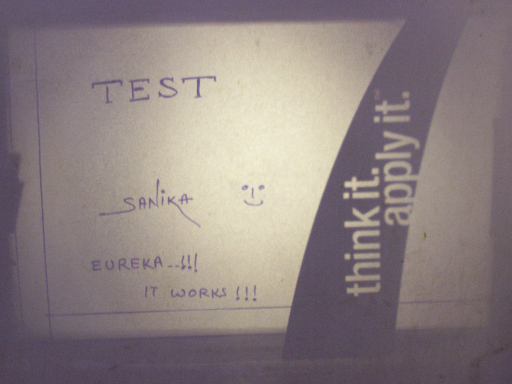 TEST
SANIKA
EUREKA...!!!
IT WORKS !!!
think it.
apply it.